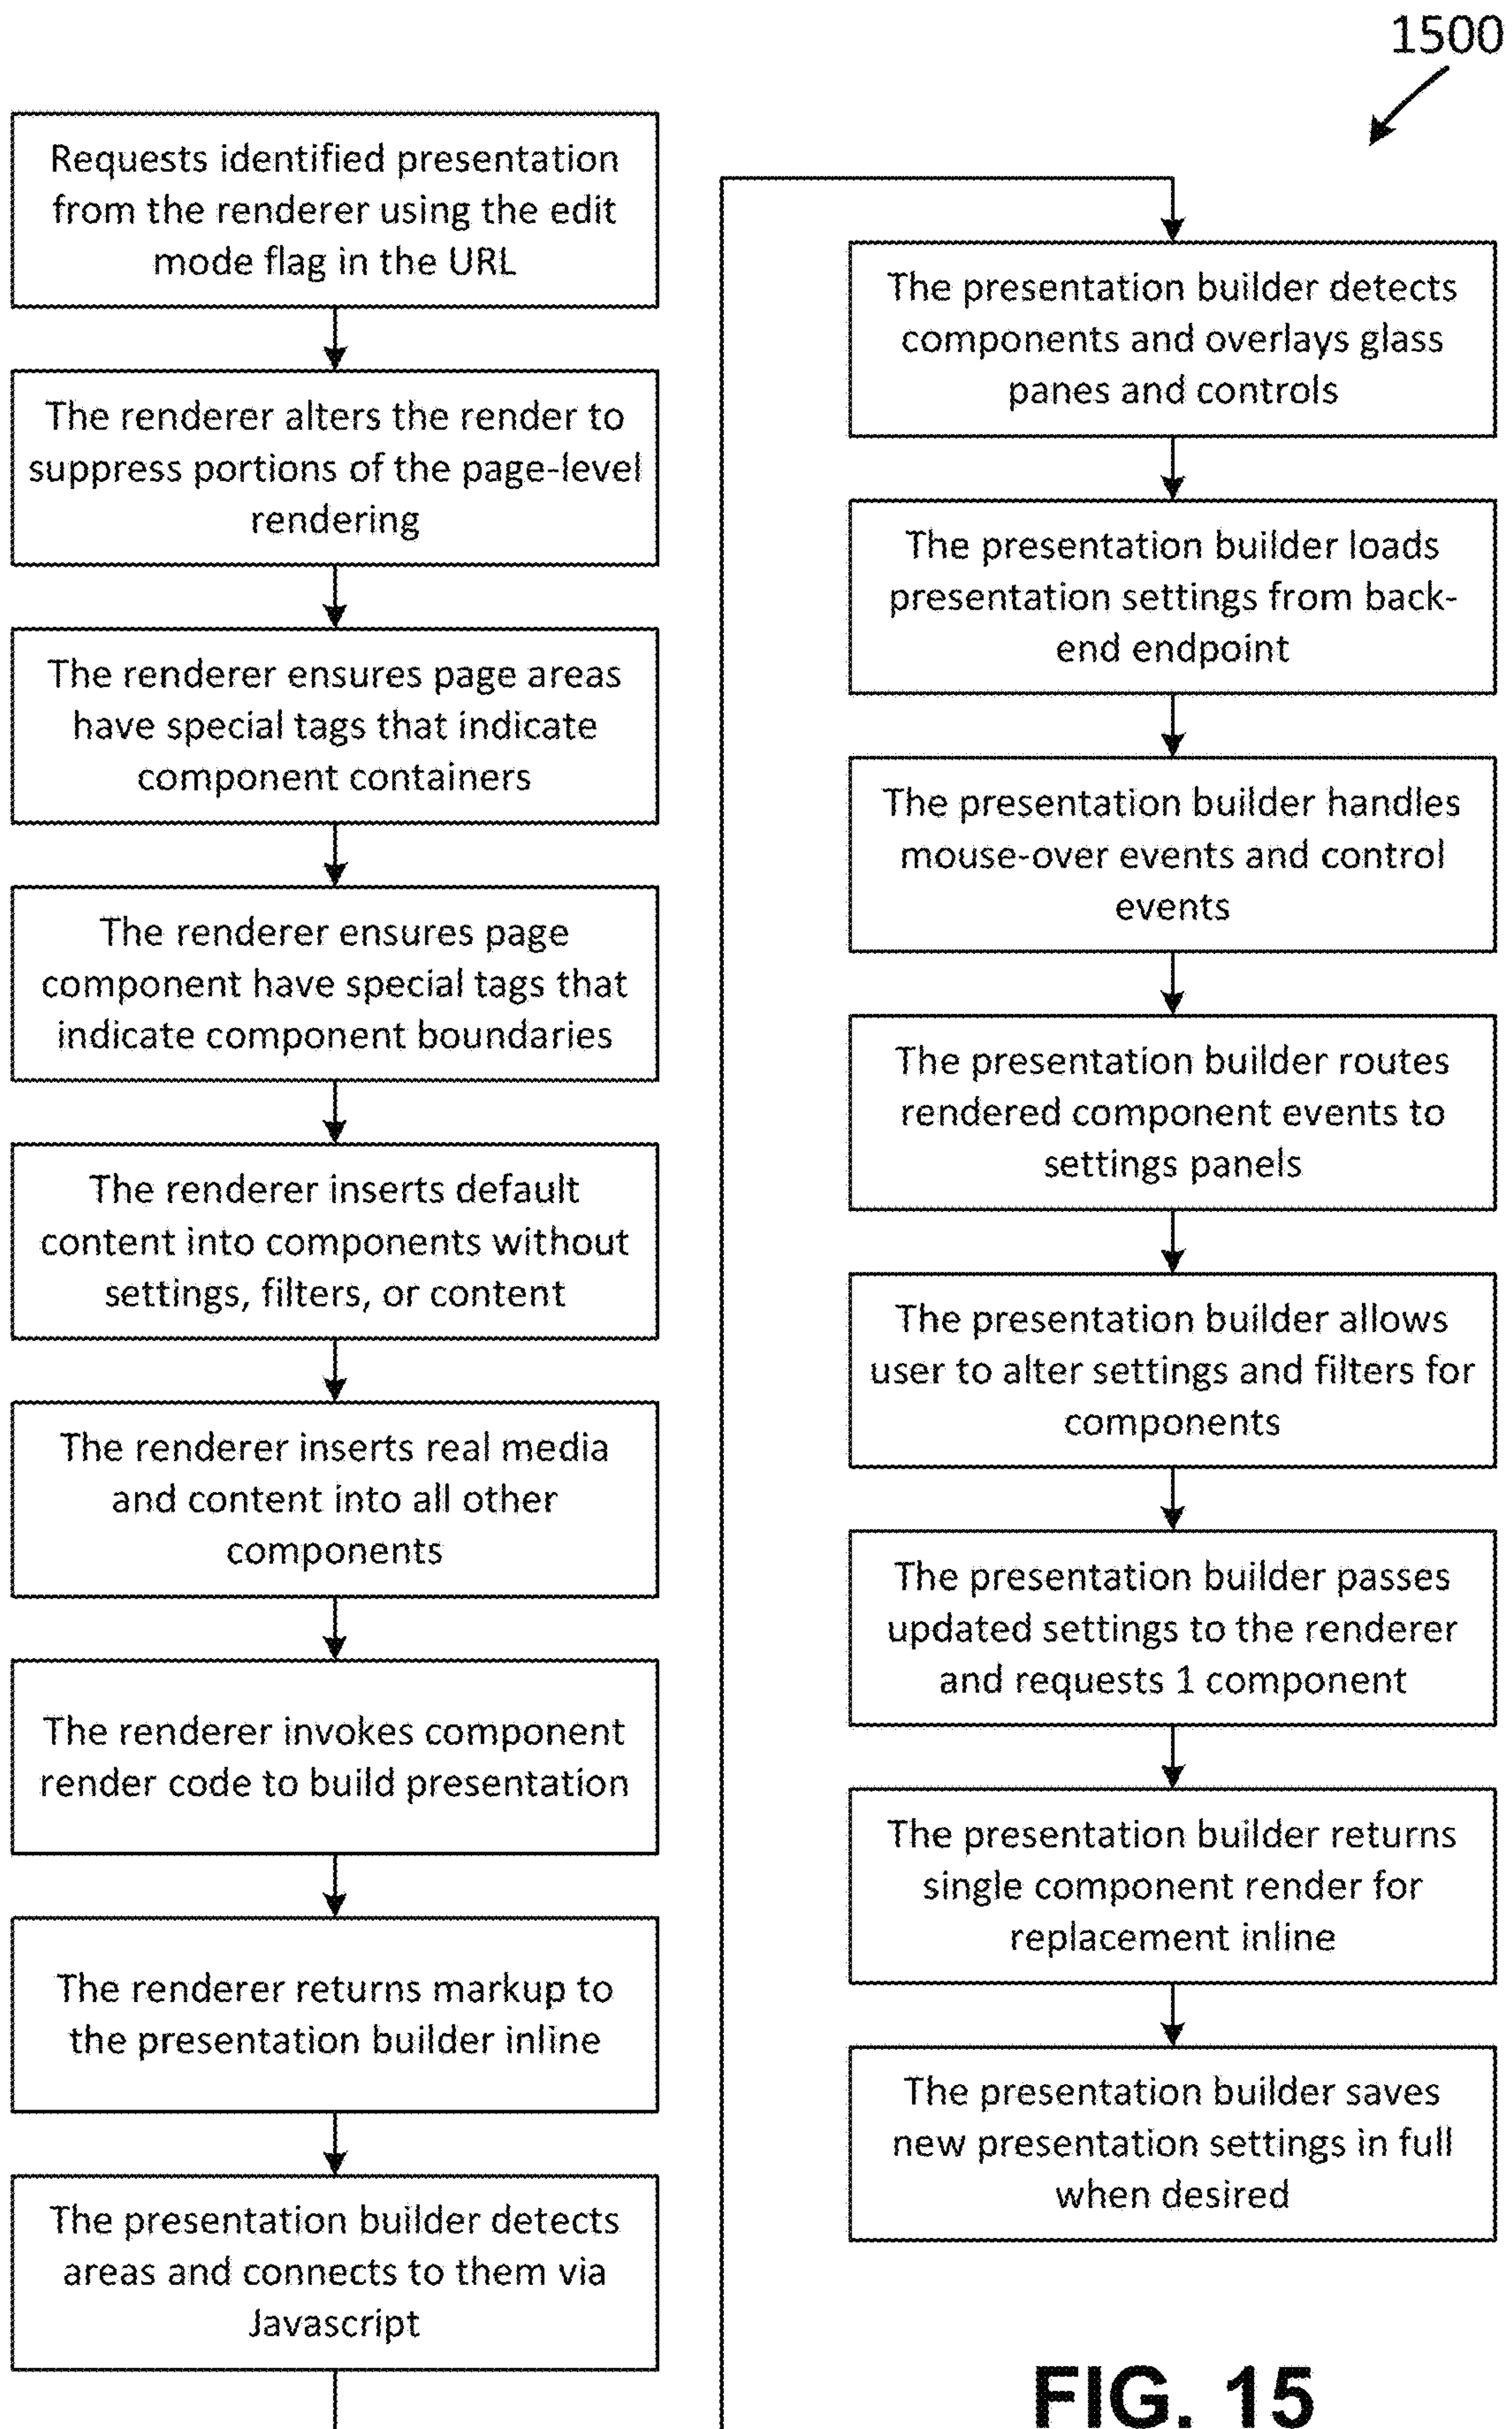 1500
Requests identified presentation
from the renderer using the edit
mode flag in the URL
The renderer alters the render to
suppress portions of the page-level
rendering
The renderer ensures page areas
have special tags that indicate
component containers
The renderer ensures page
component have special tags that
indicate component boundaries
The renderer inserts default
content into components without
settings, filters, or content
The renderer inserts real media
and content into all other
components
The renderer invokes component
render code to build presentation
The renderer returns markup to
the presentation builder inline
The presentation builder detects
areas and connects to them via
Javascript
The presentation builder detects
components and overlays glass
panes and controls
The presentation builder loads
presentation settings from back-
end endpoint
The presentation builder handles
mouse-over events and control
events
The presentation builder routes
rendered component events to
settings panels
The presentation builder allows
user to alter settings and filters for
components
The presentation builder passes
updated settings to the renderer
and requests 1 component
The presentation builder returns
single component render for
replacement inline
The presentation builder saves
new presentation settings in full
when desired
FIG. 15